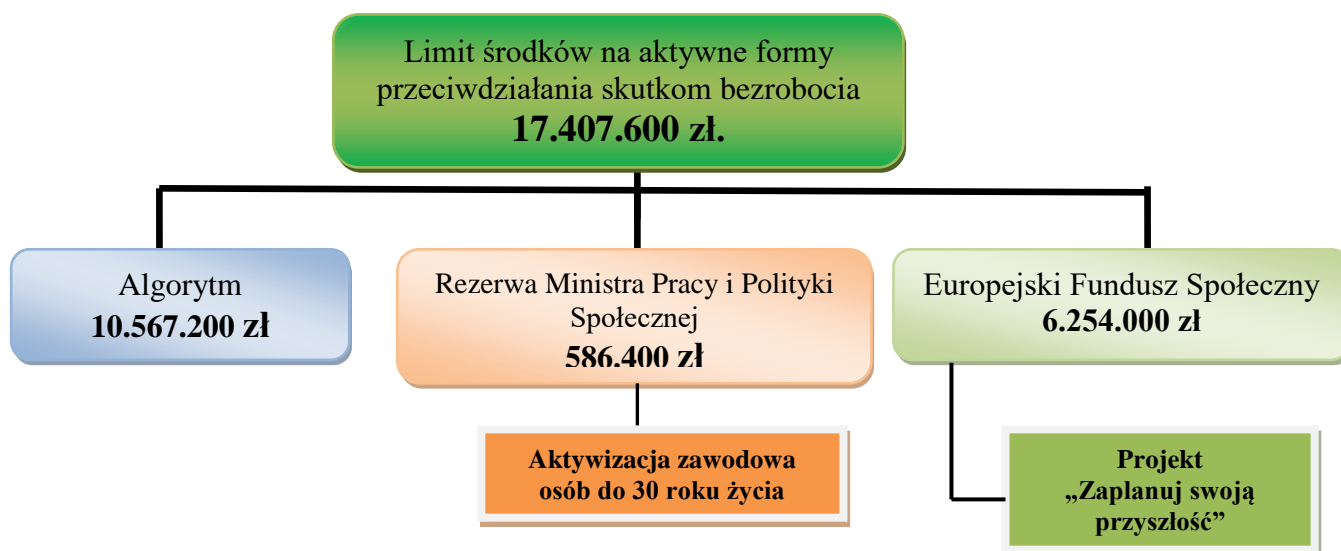 Limit środków na aktywne formy
przeciwdziałania skutkom bezrobocia
17.407.600 zł.
Algorytm
10.567.200 zł
Rezerwa Ministra Pracy i Polityki
Społecznej
586.400 zł
Europejski Fundusz Społeczny
6.254.000 zł
Aktywizacja zawodowa
osób do 30 roku życia
Projekt
„Zaplanuj swoją
przyszłość”